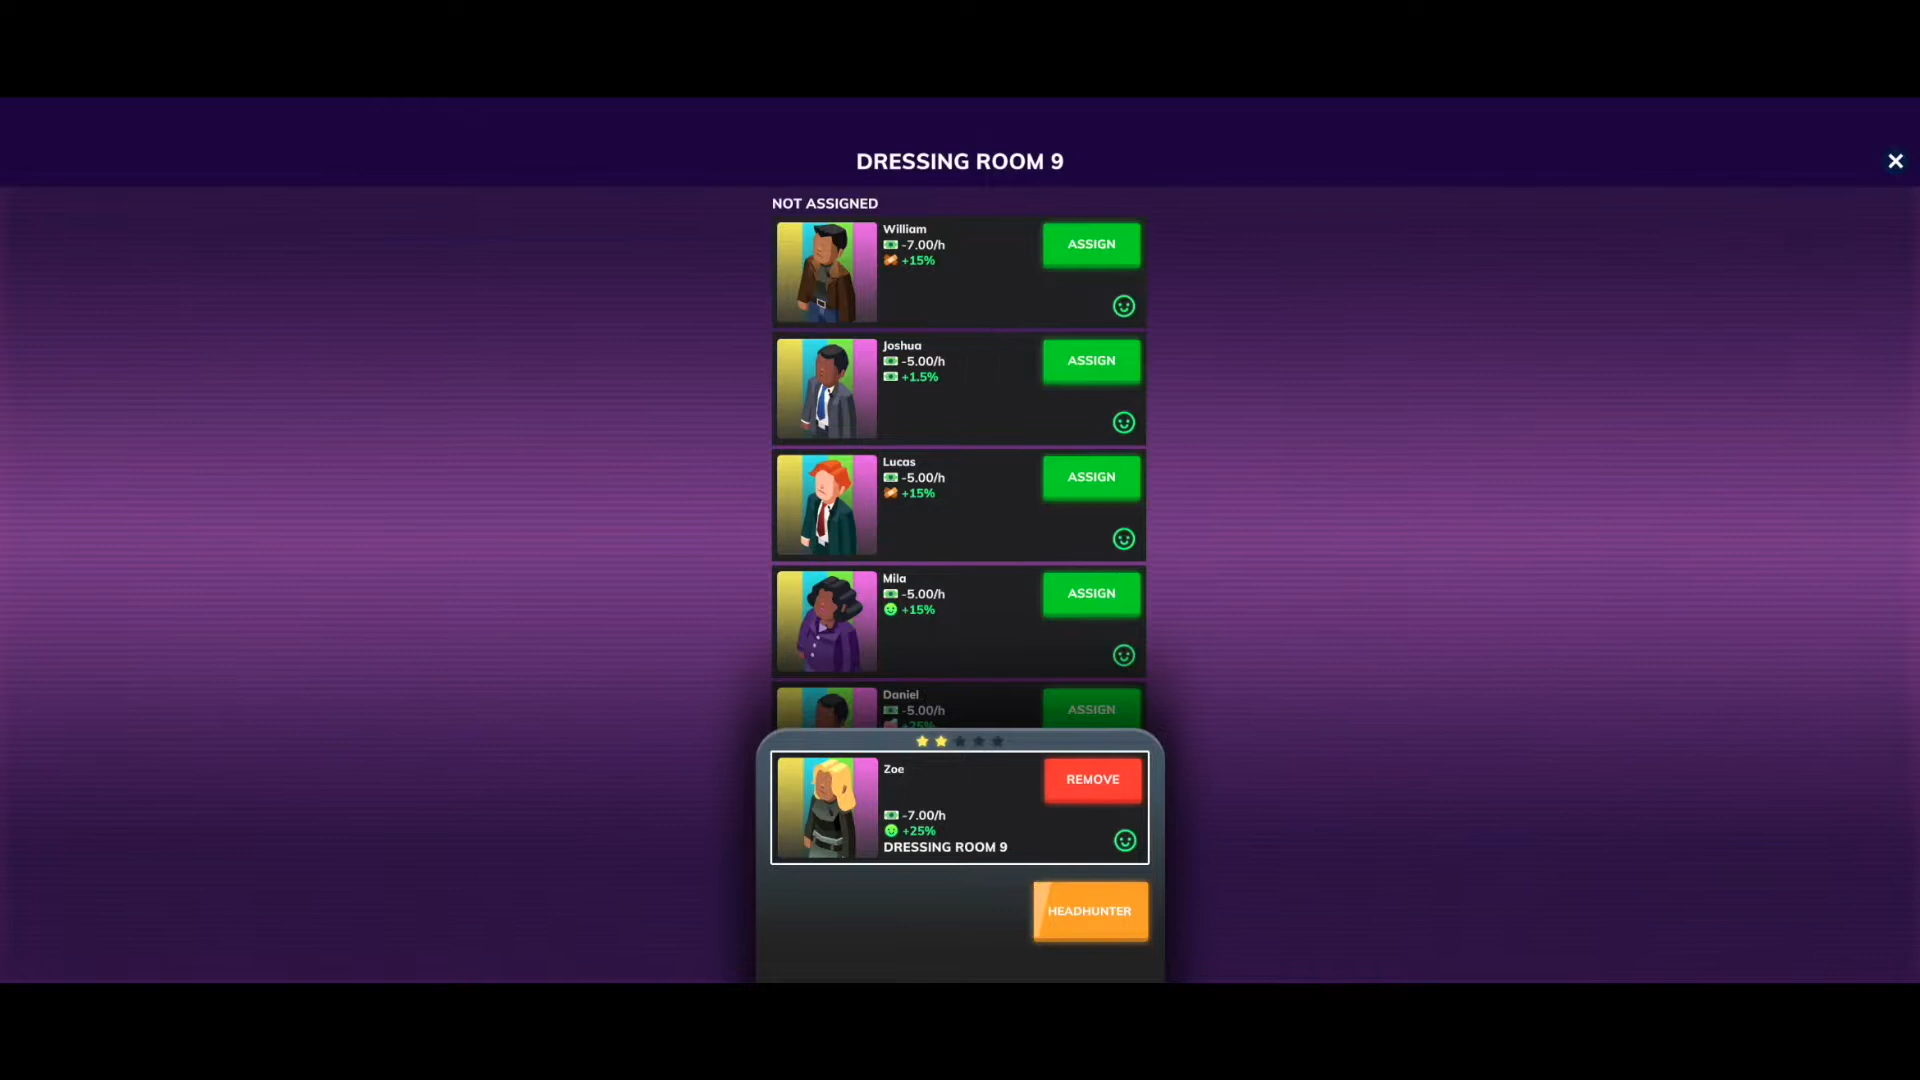 DRESSING ROOM 9
NOT ASSIGNED
William
-7.00/h
+15%
ASSIGN
Joshua
-5.00/h
+1.5%
ASSIGN
Lucas
-5.00/h
+15%
ASSIGN
Mila
-5.00/h
+15%
ASSIGN
Daniel
-5.00/h
+25%
ASSIGN
Zoe
REMOVE
-7.00/h
+25%
DRESSING ROOM 9
HEADHUNTER